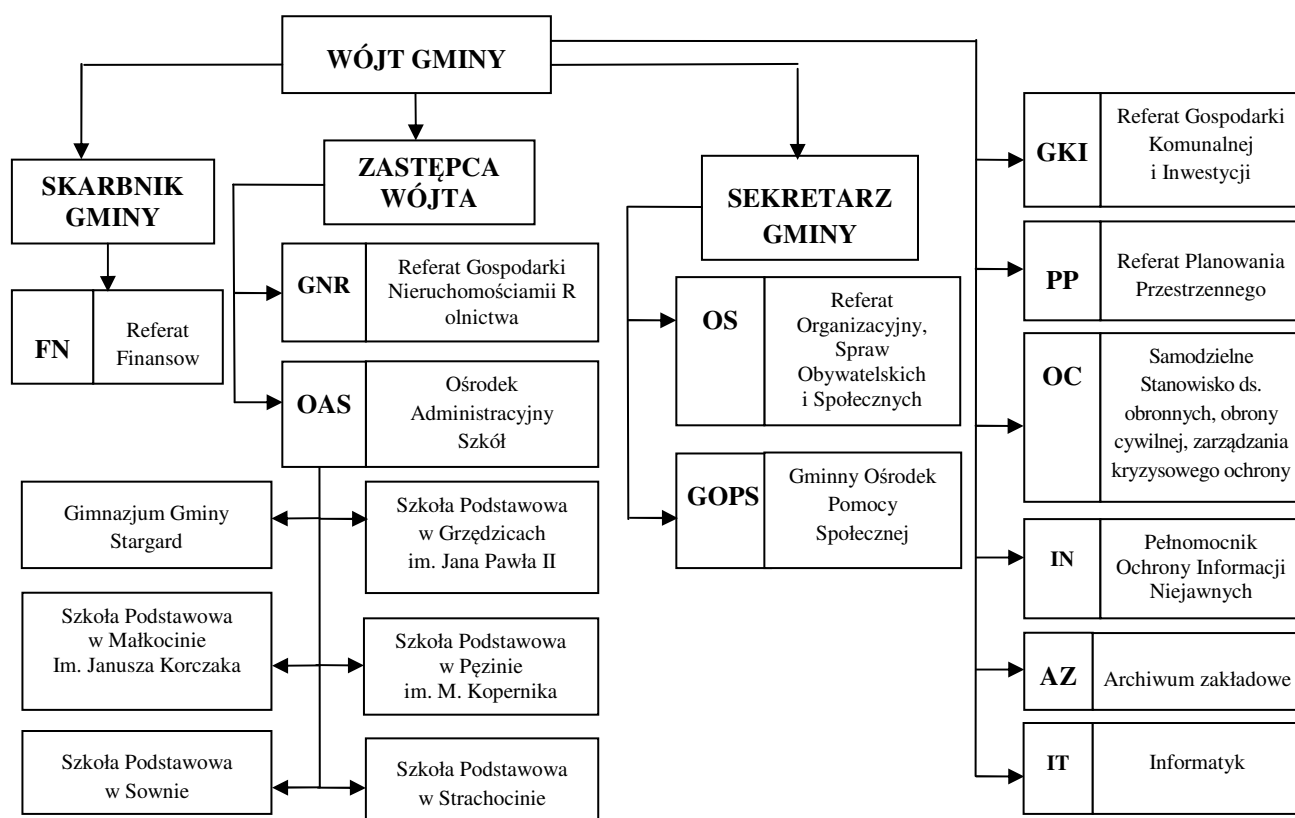 WÓJT GMINY
SKARBNIK
GMINY
FN
Referat
Finansow
ZASTĘPCA
WÓJTA
GNR
Referat Gospodarki
Nieruchomościamii R
olnictwa
OAS
Ośrodek
Administracyjny
Szkół
Gimnazjum Gminy
Stargard
Szkoła Podstawowa
w Grzędzicach
im. Jana Pawła II
Szkoła Podstawowa
w Małkocinie
Im. Janusza Korczaka
Szkoła Podstawowa
w Pęzinie
im. M. Kopernika
Szkoła Podstawowa
w Sownie
Szkoła Podstawowa
w Strachocinie
SEKRETARZ
GMINY
OS
Referat
Organizacyjny,
Spraw
Obywatelskich
i Społecznych
GOPS
Gminny Ośrodek
Pomocy
Społecznej
GKI
Referat Gospodarki
Komunalnej
i Inwestycji
PP
Referat Planowania
Przestrzennego
OC
Samodzielne
Stanowisko ds.
obronnych, obrony
cywilnej, zarządzania
kryzysowego ochrony
IN
Pełnomocnik
Ochrony Informacji
Niejawnych
AZ
Archiwum zakładowe
IT
Informatyk